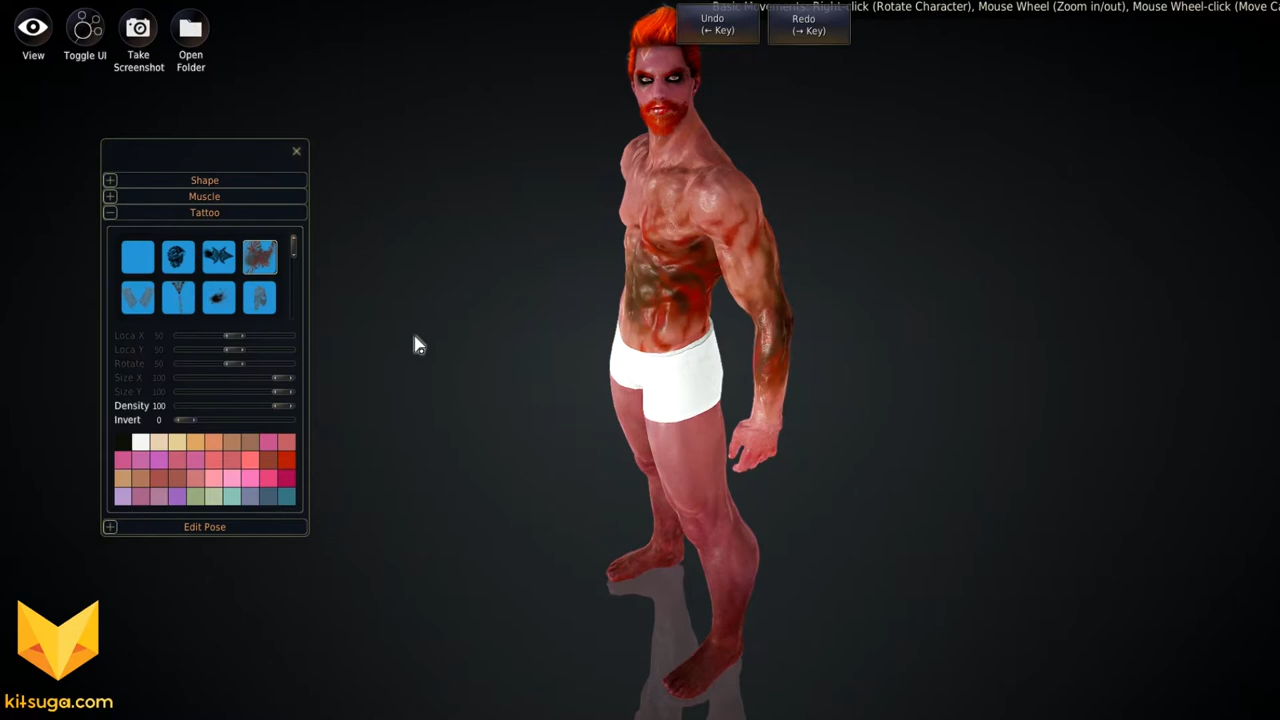 Basic Movements: Right-click (Rotate Character), Mouse Wheel (Zoom in/out), Mouse Wheel-click (Move Ca
View
Toggle UI
Take
Screenshot
Open
Folder
Undo
(← Key)
Redo
(→ Key)
Shape
Muscle
Tattoo
Loca X 50
Loca Y 50
Rotate 50
Size X 100
Size Y 100
Density 100
Invert 0
Edit Pose
kitsuga.com